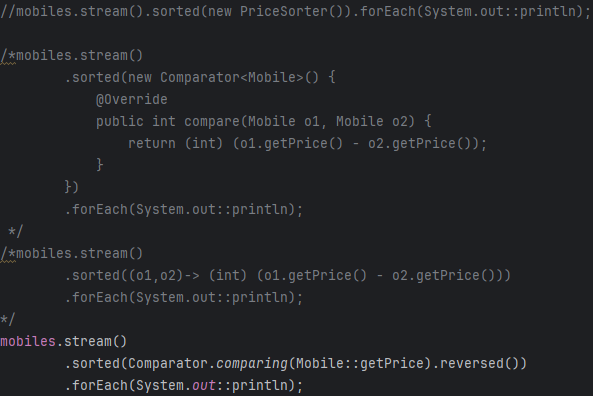 //mobiles.stream().sorted(new PriceSorter()).forEach(System.out::println);
/*mobiles.stream()
.sorted(new Comparator<Mobile>() {
@Override
public int compare(Mobile o1, Mobile o2) {
return (int) (o1.getPrice() - o2.getPrice());
}
})
.forEach(System.out::println);
*/
/*mobiles.stream()
.sorted((o1,o2)-> (int) (o1.getPrice() - o2.getPrice()))
.forEach(System.out::println);
*/
mobiles.stream()
.sorted(Comparator.comparing(Mobile::getPrice).reversed())
.forEach(System.out::println);